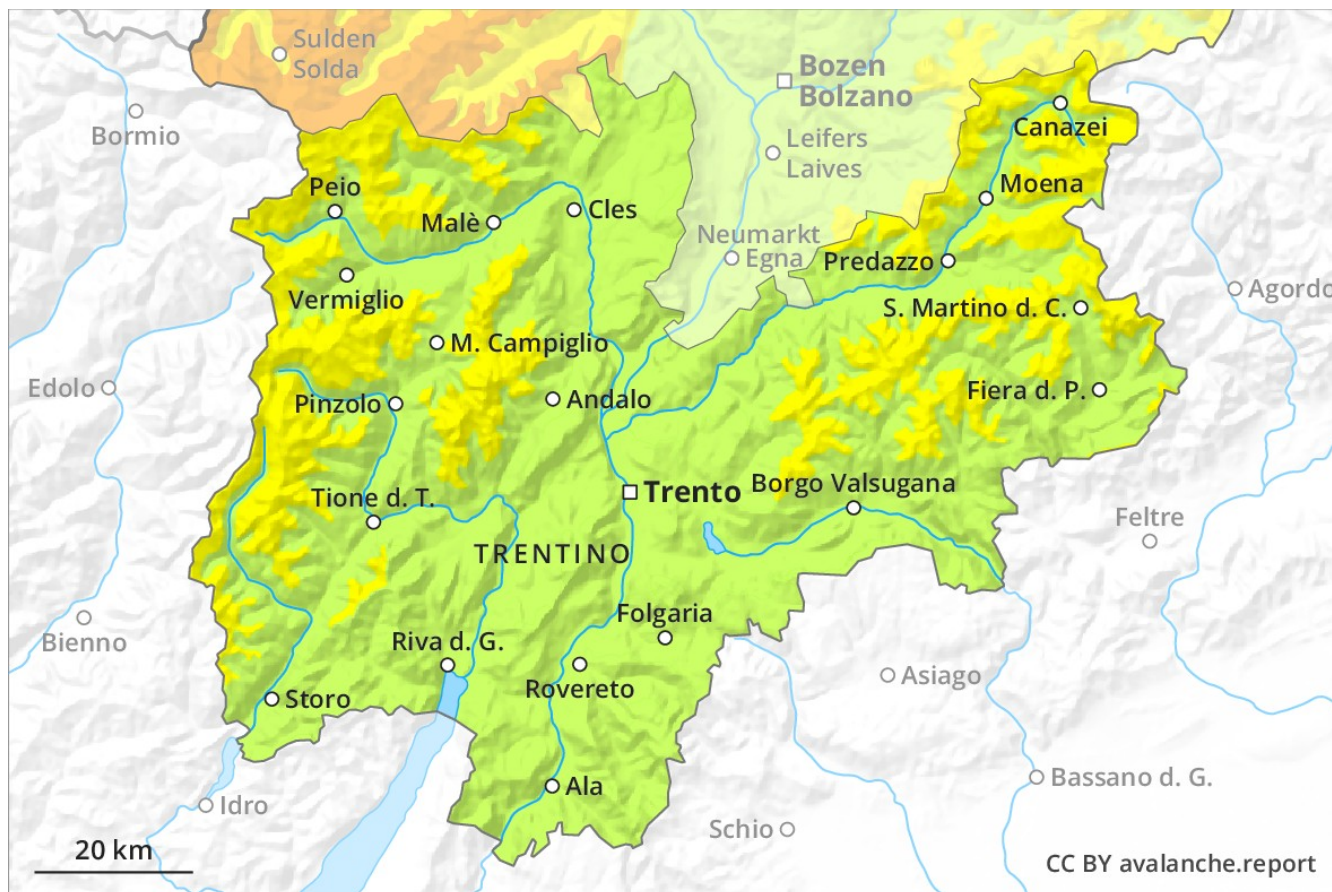 Sulden
Solda
Bozen
Bolzano
Bormio
Canazei
Leifers
Laives
Peio
Moena
Malè
Cles
Neumarkt
Egna
Predazzo
Vermiglio
Agordo
S. Martino d. C.
M. Campiglio
Edolo
Pinzolo
Andalo
Fiera d. P.
Tione d. T.
Trento
Borgo Valsugana
Feltre
TRENTINO
Bienno
Folgaria
Riva d. G.
Asiago
Storo
Rovereto
Bassano d. G.
Ala
Idro
Schio
20 km
CC BY avalanche.report